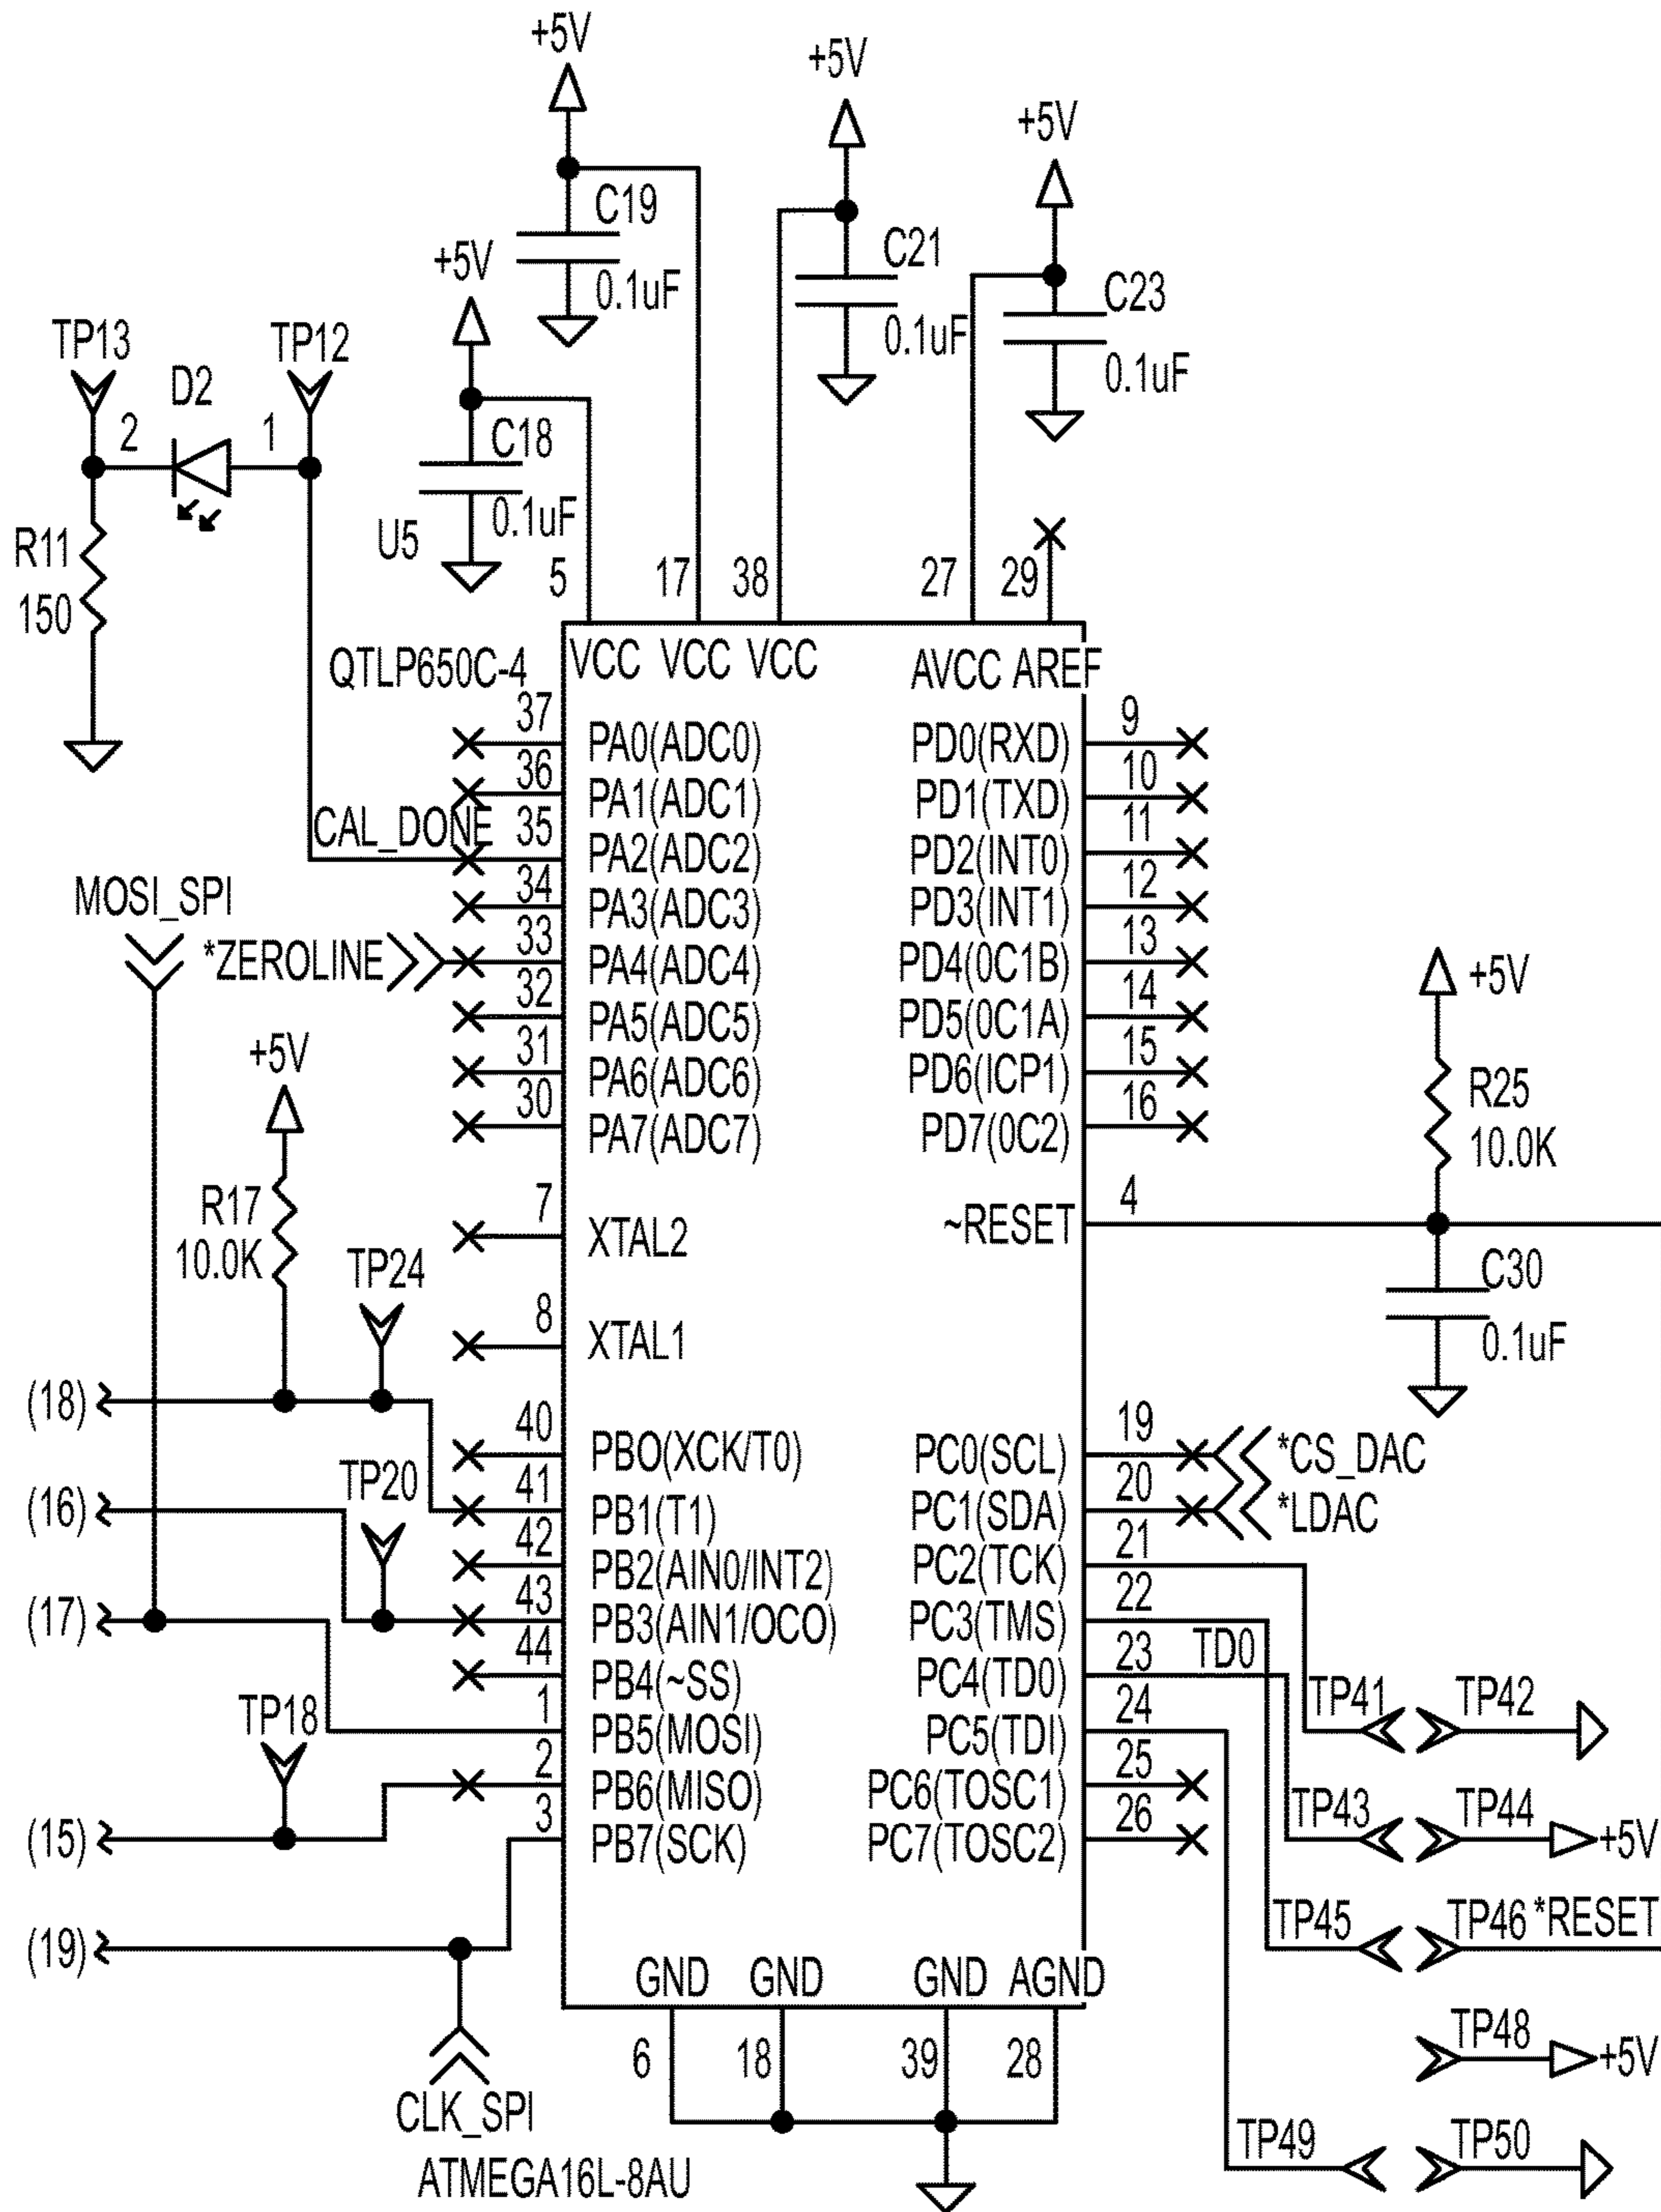 +5V
+5V
+5V
C19
0.1uF
C21
0.1uF
+5V
C23
0.1uF
TP13
D2
TP12
2
1
C18
0.1uF
R11
150
U5
5
17
38
27
29
QTLP650C-4
VCC
VCC
VCC
AVCC
AREF
37
PA0(ADC0)
PD0(RXD)
9
36
PA1(ADC1)
PD1(TXD)
10
CAL_DONE
35
PA2(ADC2)
PD2(INT0)
11
34
PA3(ADC3)
PD3(INT1)
12
MOSI_SPI
*ZEROLINE
33
PA4(ADC4)
PD4(0C1B)
13
32
PA5(ADC5)
PD5(0C1A)
14
31
PA6(ADC6)
PD6(ICP1)
15
30
PA7(ADC7)
PD7(0C2)
16
+5V
R25
10.0K
+5V
R17
10.0K
7
XTAL2
~RESET
4
TP24
8
XTAL1
C30
0.1uF
(18)
40
PBO(XCK/T0)
PC0(SCL)
19
*CS_DAC
TP20
(16)
41
PB1(T1)
PC1(SDA)
20
*LDAC
42
PB2(AIN0/INT2)
PC2(TCK)
21
(17)
43
PB3(AIN1/OCO)
PC3(TMS)
22
44
PB4(~SS)
PC4(TD0)
23
TD0
TP18
1
PB5(MOSI)
PC5(TDI)
24
TP41
TP42
2
PB6(MISO)
PC6(TOSC1)
25
(15)
3
PB7(SCK)
PC7(TOSC2)
26
TP43
TP44
+5V
(19)
TP45
TP46
*RESET
GND
GND
GND
AGND
6
18
39
28
TP48
+5V
CLK_SPI
TP49
TP50
ATMEGA16L-8AU